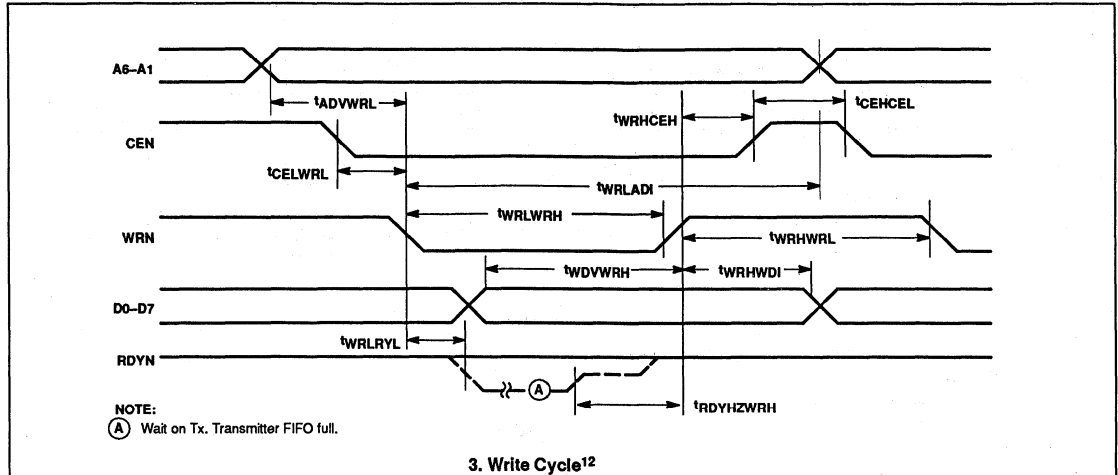 A6–A1
tADVWRL
tWRHCEH
tCEHCEL
CEN
tCELWRL
tWRLADI
tWRLWRH
WRN
tWRHWRL
tWDVWRH
tWRHWDI
D0–D7
tWRLRYL
RDYN
A
tRDYHZWRH
NOTE:
A Wait on Tx. Transmitter FIFO full.
3. Write Cycle12